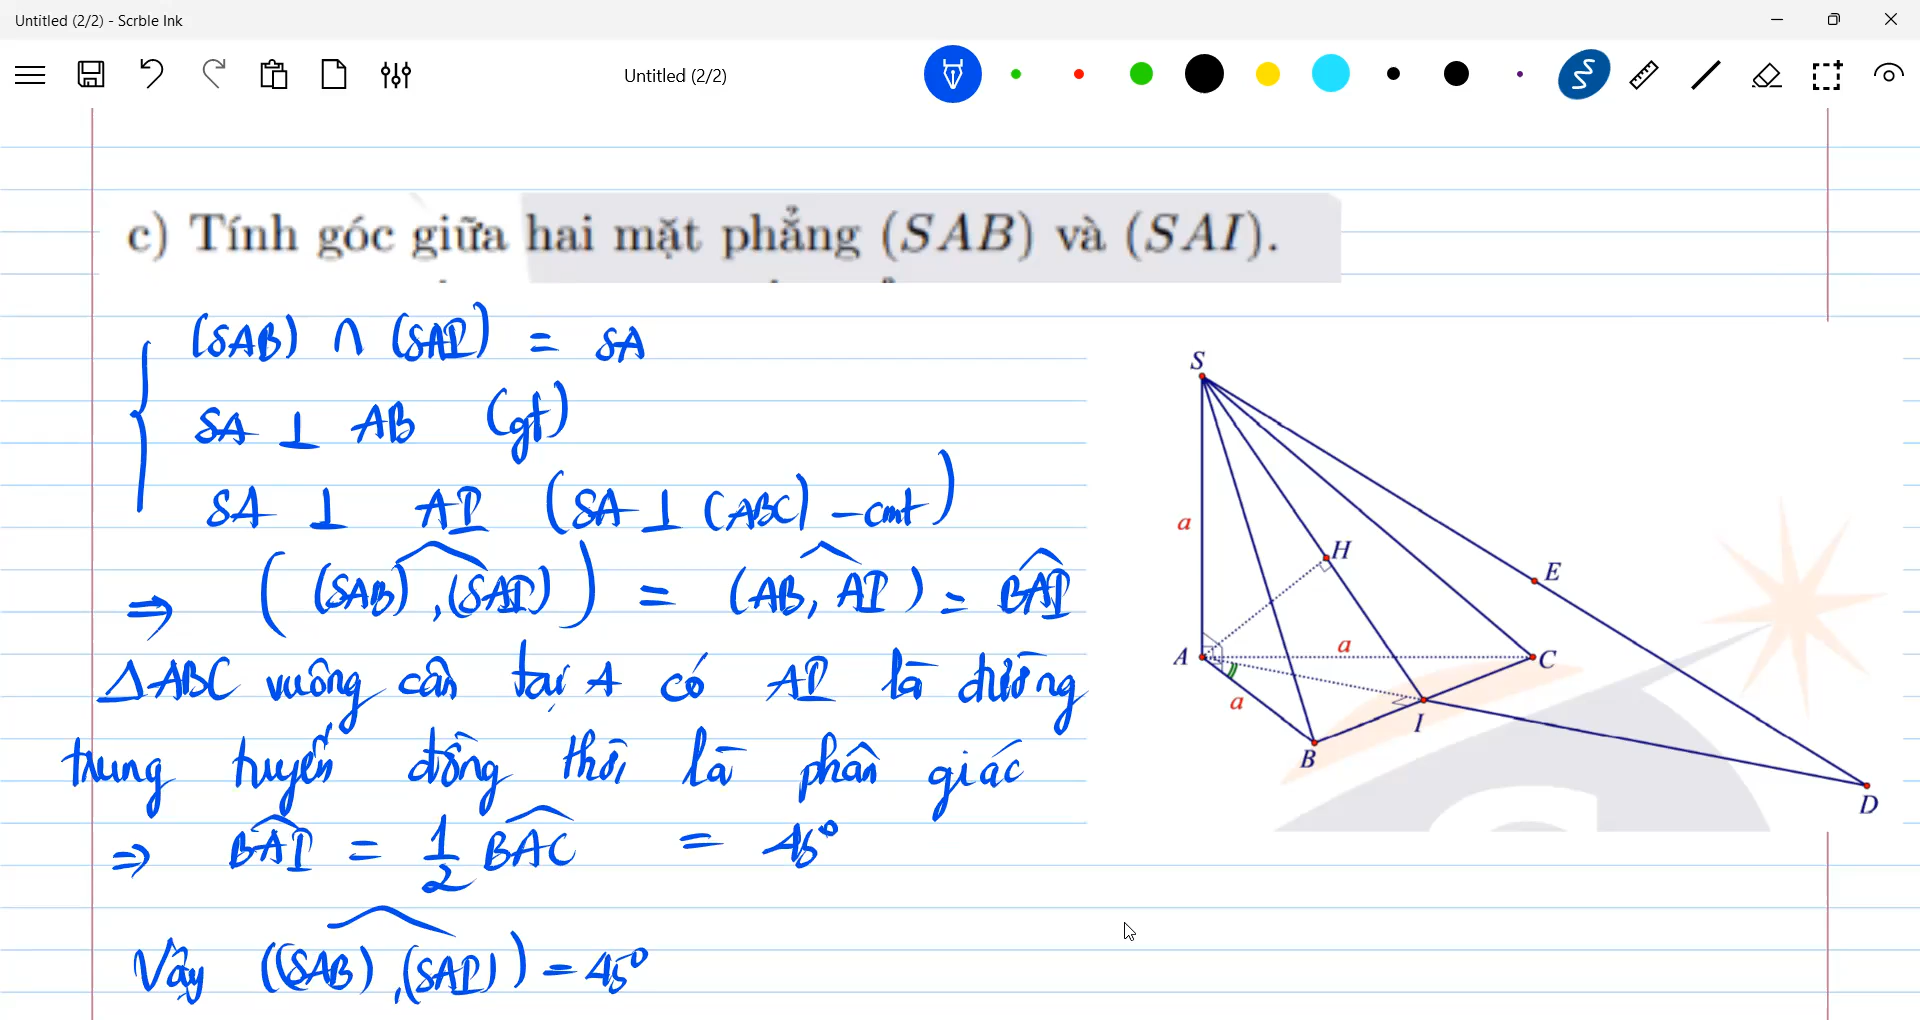 Untitled (2/2) - Scrble Ink
Untitled (2/2)
c) Tính góc giữa hai mặt phẳng (SAB) và (SAI).
(SAB) ∩ (SAI) = SA
SA ⊥ AB (gt)
SA ⊥ AI (SA ⊥ (ABC) - cmt)
⇒ ((SAB), (SAI)) = (AB, AI) = BAI
ΔABC vuông cân tại A có AI là đường
trung tuyến đồng thời là phân giác
⇒ BAI = 1/2 BAC = 45°
Vậy ((SAB), (SAI)) = 45°
S
a
H
E
A
a
C
a
I
B
D